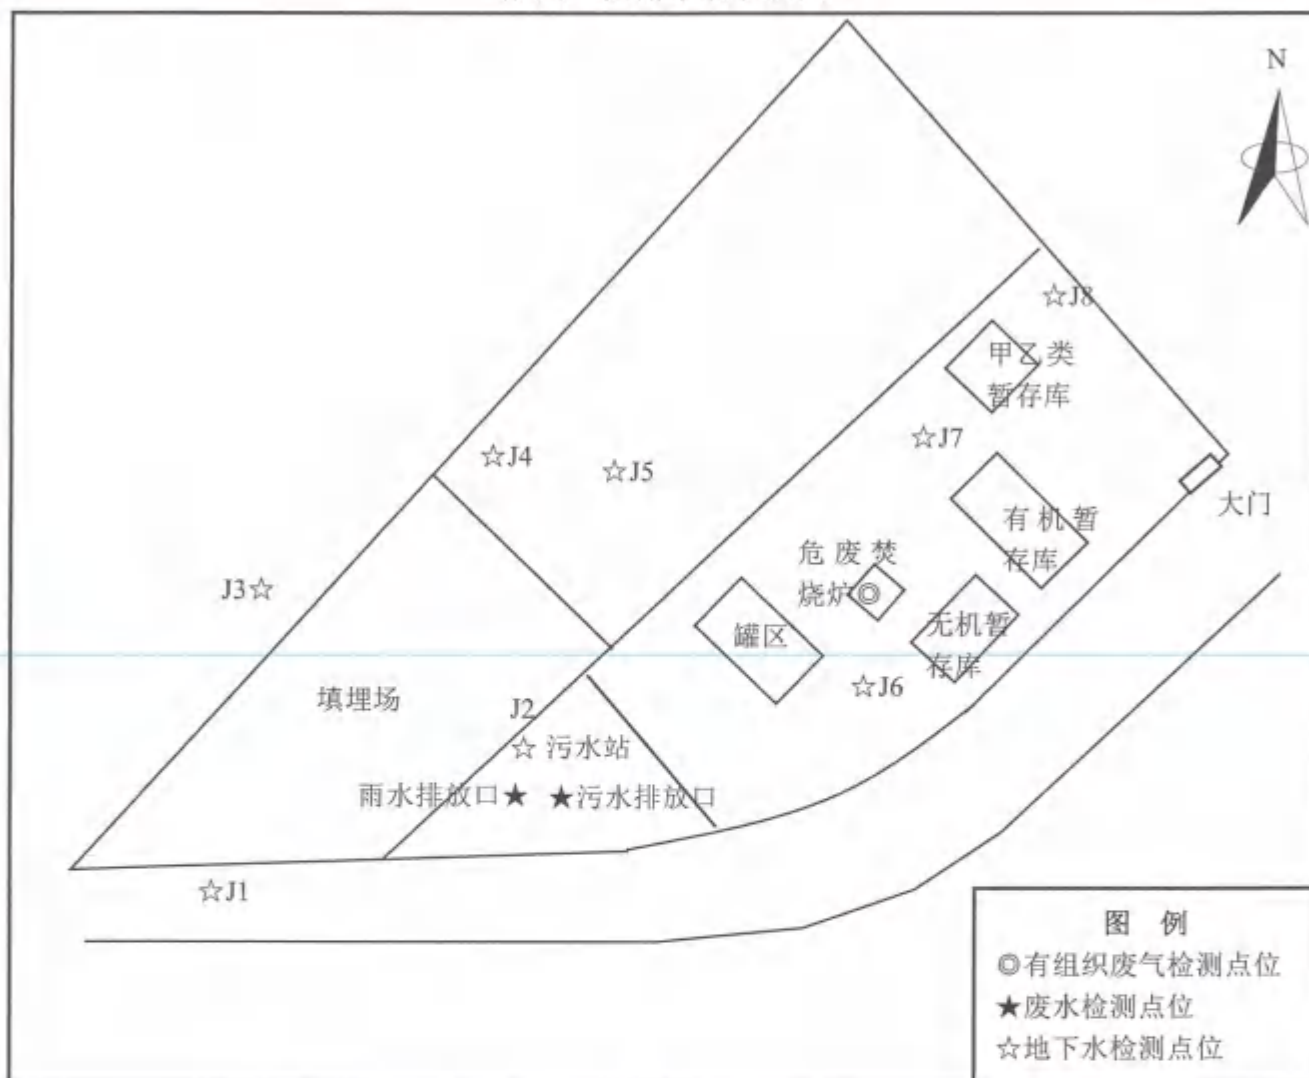 N
☆J8
甲乙类
暂存库
☆J7
☆J4
☆J5
大门
有机暂
存库
危废焚
烧炉◎
J3☆
罐区
无机暂
存库
☆J6
填埋场
J2
☆ 污水站
雨水排放口★
★污水排放口
☆J1
图 例
◎有组织废气检测点位
★废水检测点位
☆地下水检测点位